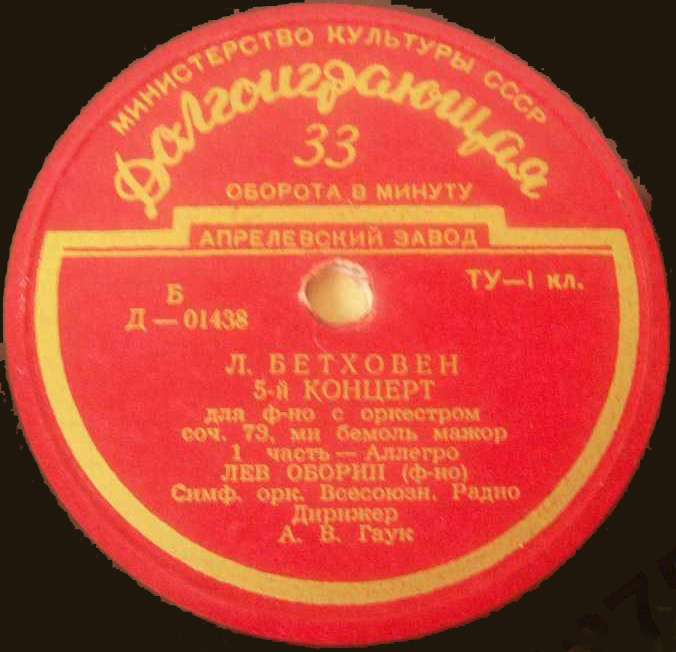 МИНИСТЕРСТВО КУЛЬТУРЫ СССР
Долгоиграющая
33
ОБОРОТА В МИНУТУ
АПРЕЛЕВСКИЙ ЗАВОД
Б
Д — 01438
ТУ—1 кл.
Л. БЕТХОВЕН
5-й КОНЦЕРТ
для ф-но с оркестром
соч. 73, ми бемоль мажор
1 часть — Аллегро
ЛЕВ ОБОРИН (ф-но)
Симф. орк. Всесоюзн. Радио
Дирижер
А. В. Гаук